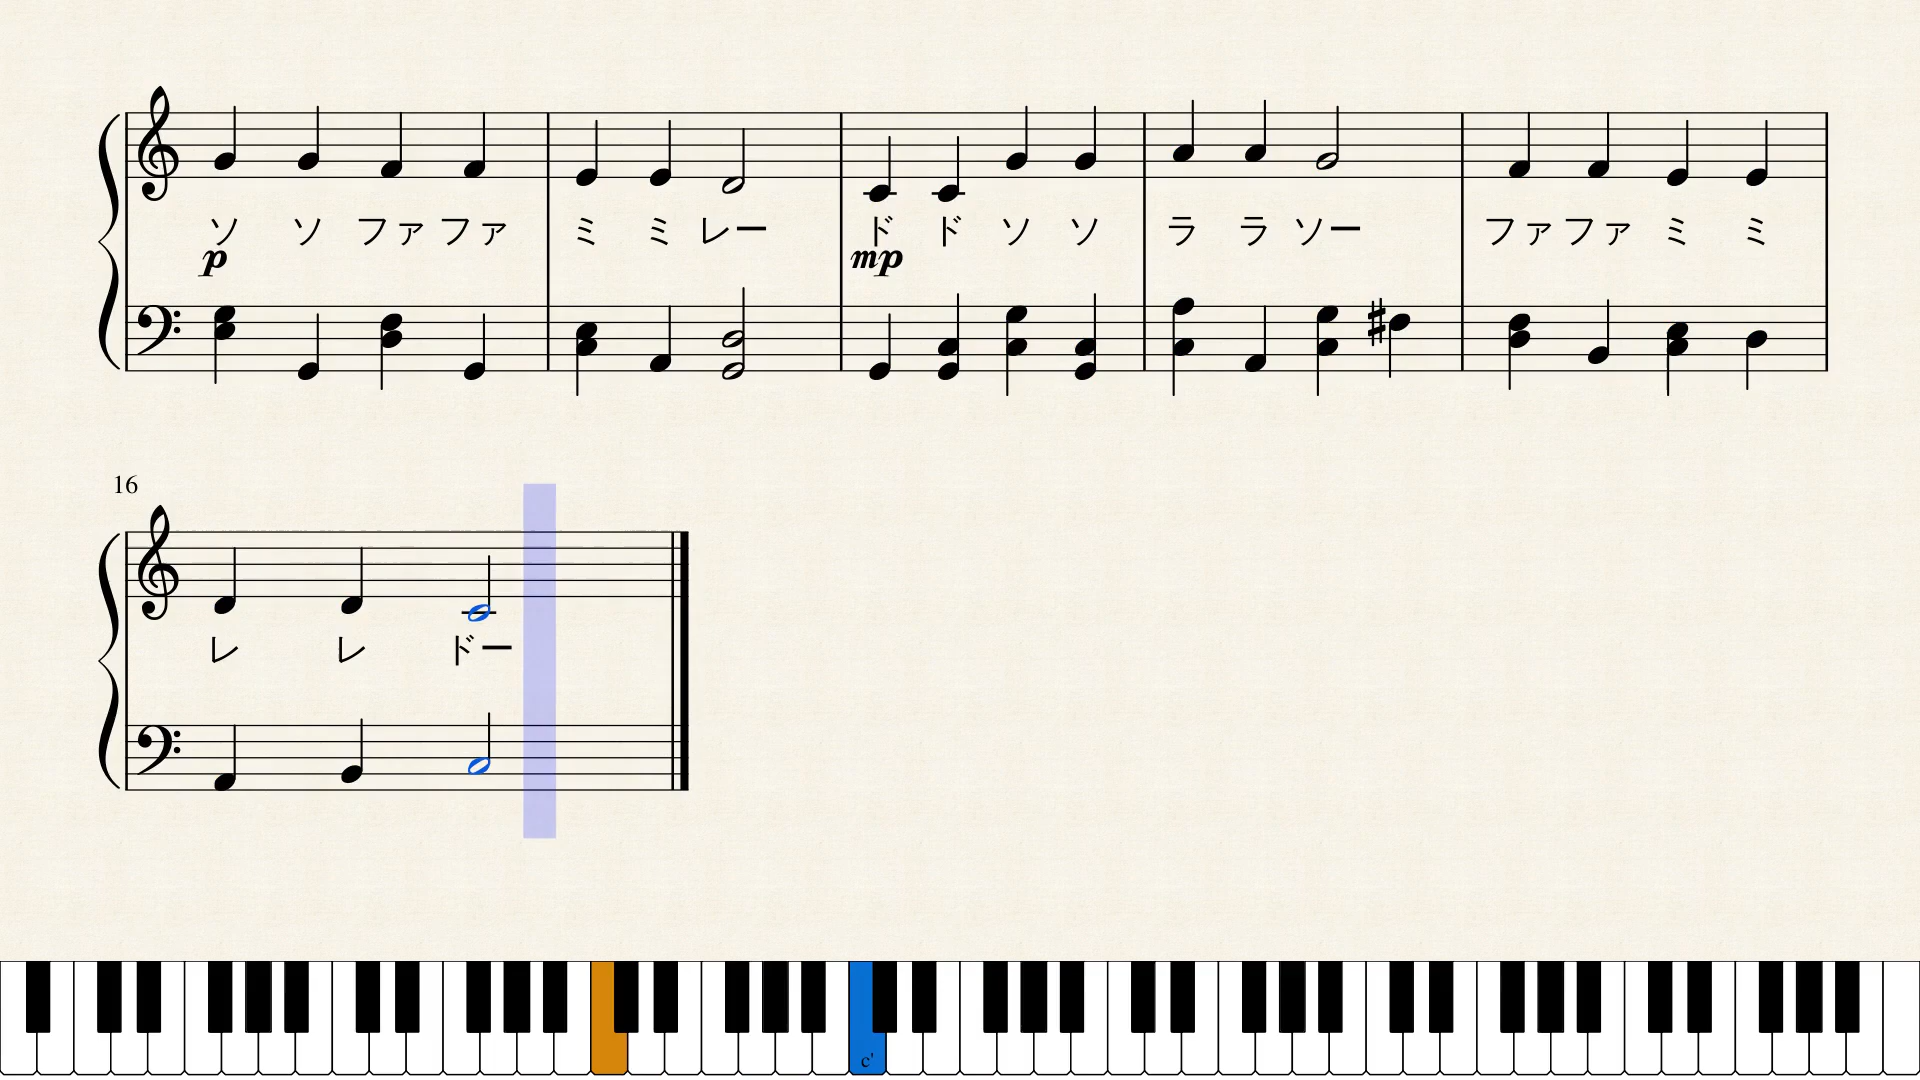 ソ ソ ファ ファ ミ ミ レー ド ド ソ ソ ラ ラ ソー ファ ファ ミ ミ
p mp
16
レ レ ドー
c'